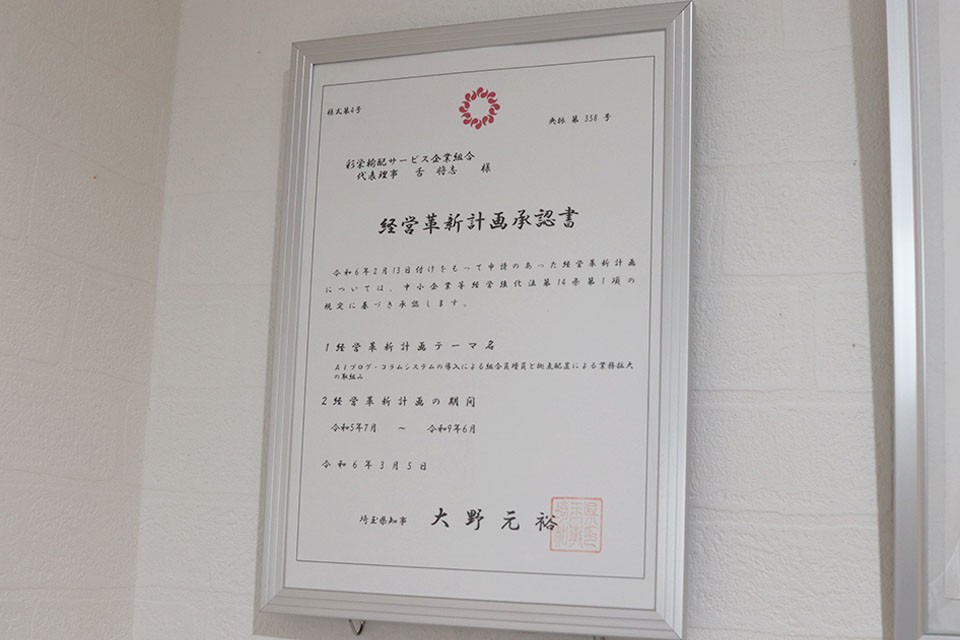 様式第4号
央振 第 358 号
彩栄輸配サービス企業組合
代表理事 舎 將志 様
経営革新計画承認書
令和6年2月13日付けをもって申請のあった経営革新計画
については、中小企業等経営強化法第14条第1項の
規定に基づき承認します。
1 経営革新計画テーマ名
AIブログ・コラムシステムの導入による組合員増員と拠点配置による業務拡大
の取組み
2 経営革新計画の期間
令和5年7月 ~ 令和9年6月
令和6年3月5日
埼玉県知事 大野元裕